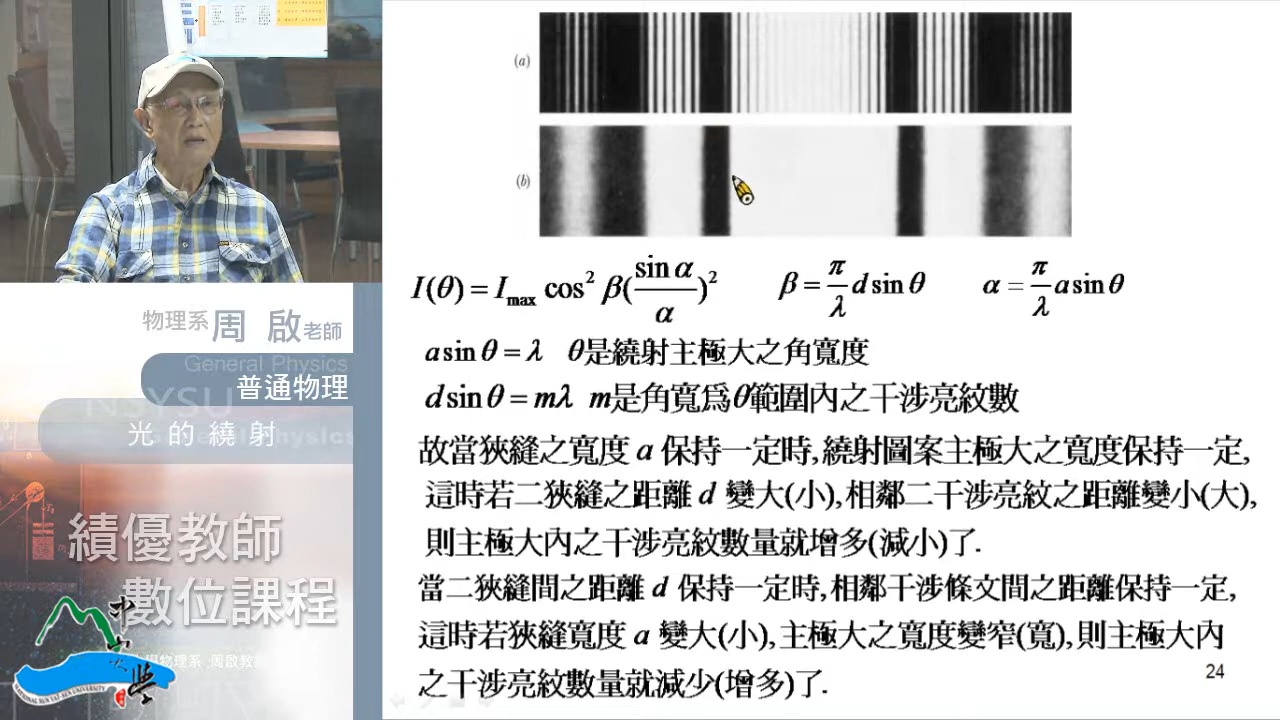 (a)
(b)
I(θ) = I_max cos² β (sin α / α)²   β = π/λ d sin θ   α = π/λ a sin θ
a sin θ = λ   θ是繞射主極大之角寬度
d sin θ = mλ   m是角寬爲θ範圍內之干涉亮紋數
故當狹縫之寬度 a 保持一定時,繞射圖案主極大之寬度保持一定,
這時若二狹縫之距離 d 變大(小),相鄰二干涉亮紋之距離變小(大),
則主極大內之干涉亮紋數量就增多(減小)了.
當二狹縫間之距離 d 保持一定時,相鄰干涉條文間之距離保持一定,
這時若狹縫寬度 a 變大(小),主極大之寬度變窄(寬),則主極大內
之干涉亮紋數量就減少(增多)了.
24
物理系 周 啟 老師
General Physics
普通物理
NSYSU
光 的 繞 射
績優教師
數位課程